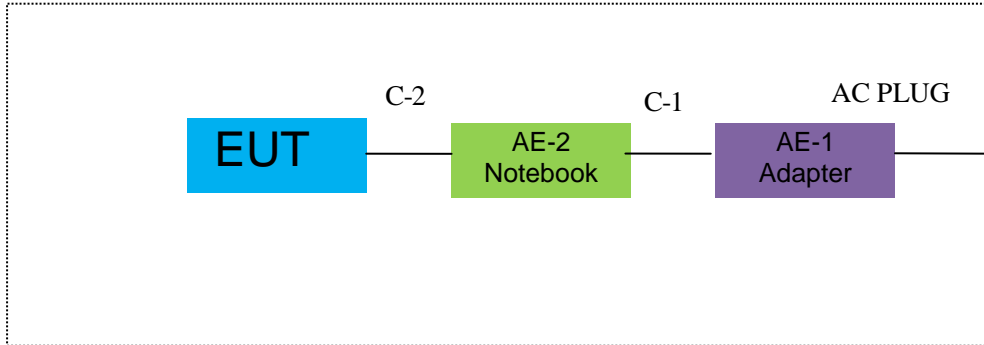 C-2
C-1
AC PLUG
EUT
AE-2
Notebook
AE-1
Adapter